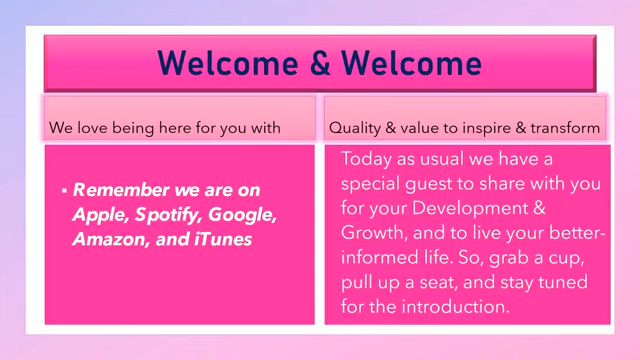 Welcome & Welcome
We love being here for you with
Quality & value to inspire & transform
▪ Remember we are on
Apple, Spotify, Google,
Amazon, and iTunes
Today as usual we have a
special guest to share with you
for your Development &
Growth, and to live your better-
informed life. So, grab a cup,
pull up a seat, and stay tuned
for the introduction.